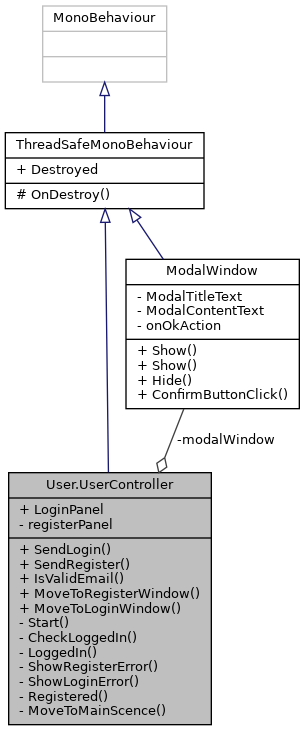 MonoBehaviour
ThreadSafeMonoBehaviour
+ Destroyed
# OnDestroy()
ModalWindow
- ModalTitleText
- ModalContentText
- onOkAction
+ Show()
+ Show()
+ Hide()
+ ConfirmButtonClick()
-modalWindow
User.UserController
+ LoginPanel
- registerPanel
+ SendLogin()
+ SendRegister()
+ IsValidEmail()
+ MoveToRegisterWindow()
+ MoveToLoginWindow()
- Start()
- CheckLoggedIn()
- LoggedIn()
- ShowRegisterError()
- ShowLoginError()
- Registered()
- MoveToMainScence()